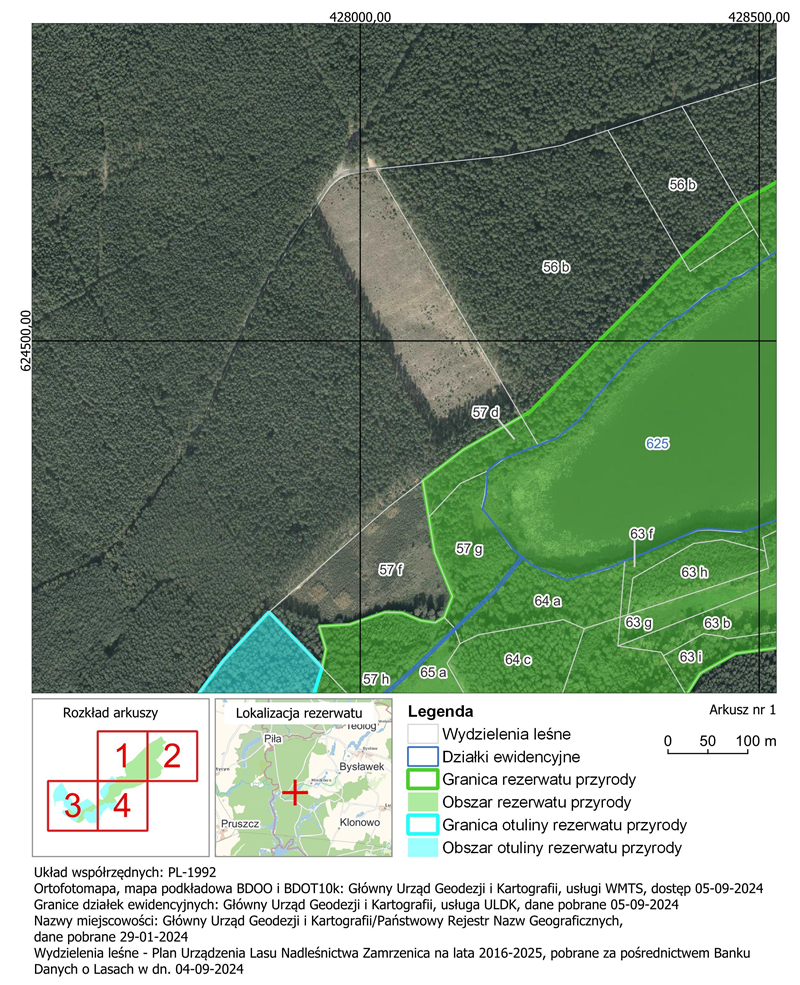 428000,00
428500,00
624500,00
56 b
56 b
57 d
625
63 f
57 g
57 f
63 h
64 a
63 g
63 b
63 i
64 c
65 a
57 h
Rozkład arkuszy
1
2
3
4
Lokalizacja rezerwatu
Teolog
Piła
Bysław
Bysławek
Pruszcz
Klonowo
Legenda
Arkusz nr 1
Wydzielenia leśne
Działki ewidencyjne
Granica rezerwatu przyrody
Obszar rezerwatu przyrody
Granica otuliny rezerwatu przyrody
Obszar otuliny rezerwatu przyrody
0 50 100 m
Układ współrzędnych: PL-1992
Ortofotomapa, mapa podkładowa BDOO i BDOT10k: Główny Urząd Geodezji i Kartografii, usługi WMTS, dostęp 05-09-2024
Granice działek ewidencyjnych: Główny Urząd Geodezji i Kartografii, usługa ULDK, dane pobrane 05-09-2024
Nazwy miejscowości: Główny Urząd Geodezji i Kartografii/Państwowy Rejestr Nazw Geograficznych,
dane pobrane 29-01-2024
Wydzielenia leśne - Plan Urządzenia Lasu Nadleśnictwa Zamrzenica na lata 2016-2025, pobrane za pośrednictwem Banku
Danych o Lasach w dn. 04-09-2024